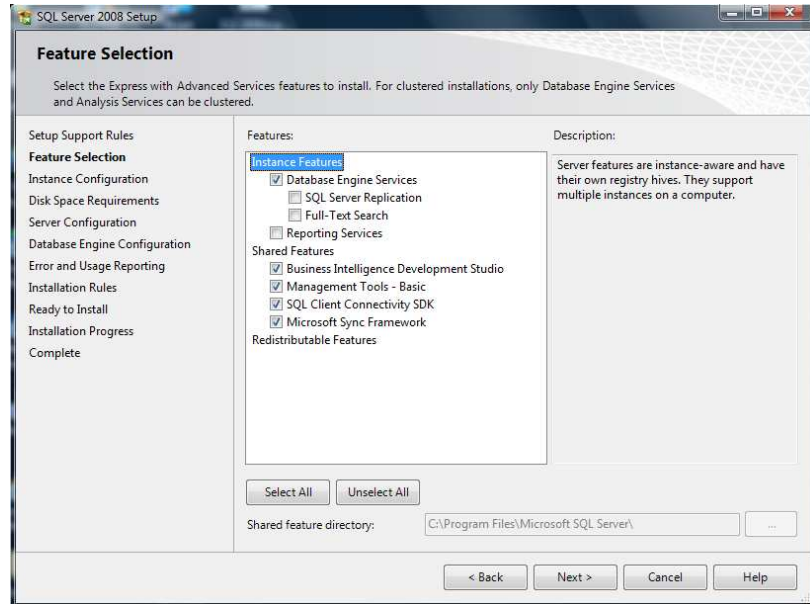 SQL Server 2008 Setup
Feature Selection
Select the Express with Advanced Services features to install. For clustered installations, only Database Engine Services
and Analysis Services can be clustered.
Setup Support Rules
Feature Selection
Instance Configuration
Disk Space Requirements
Server Configuration
Database Engine Configuration
Error and Usage Reporting
Installation Rules
Ready to Install
Installation Progress
Complete
Features:
Instance Features
Database Engine Services
SQL Server Replication
Full-Text Search
Reporting Services
Shared Features
Business Intelligence Development Studio
Management Tools - Basic
SQL Client Connectivity SDK
Microsoft Sync Framework
Redistributable Features
Description:
Server features are instance-aware and have
their own registry hives. They support
multiple instances on a computer.
Select All
Unselect All
Shared feature directory:
C:\Program Files\Microsoft SQL Server\
...
< Back
Next >
Cancel
Help